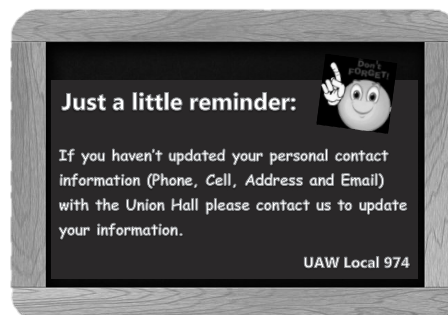 Don't
FORGET!
Just a little reminder:
If you haven't updated your personal contact
information (Phone, Cell, Address and Email)
with the Union Hall please contact us to update
your information.
UAW Local 974